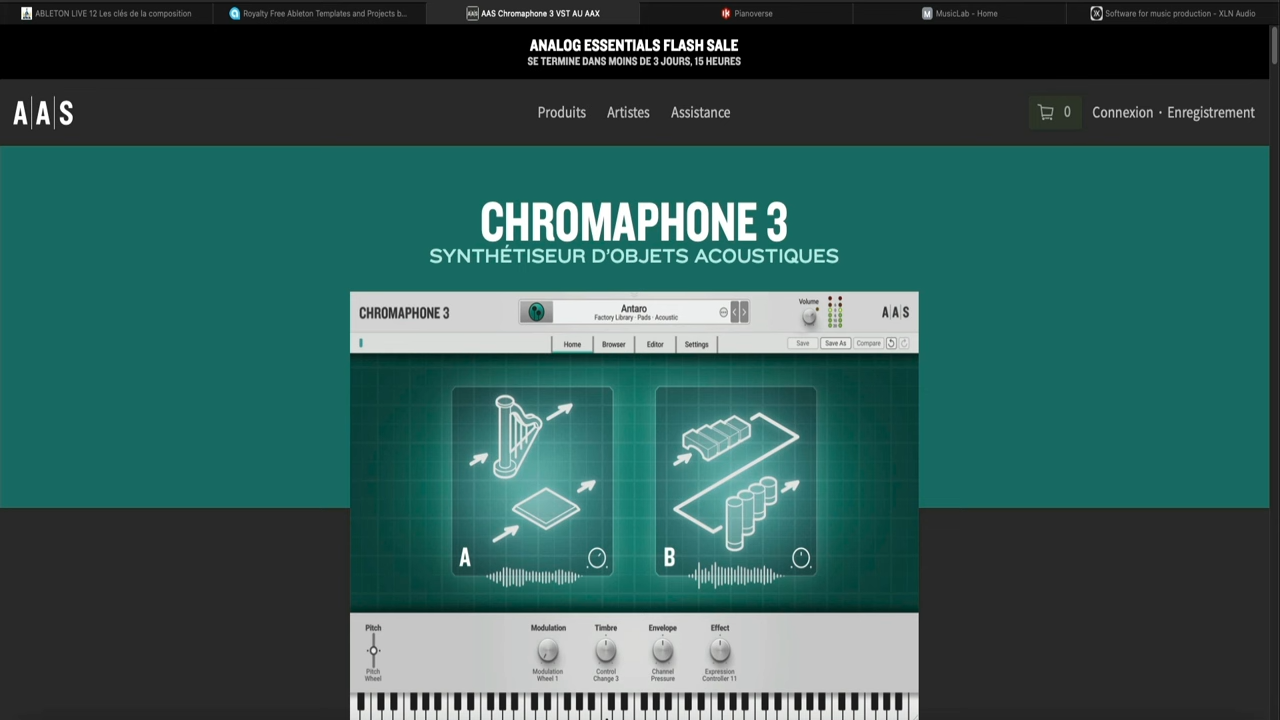 ABLETON LIVE 12 Les clés de la composition
Royalty Free Ableton Templates and Projects b...
AAS Chromaphone 3 VST AU AAX
Pianoverse
MusicLab - Home
Software for music production - XLN Audio
ANALOG ESSENTIALS FLASH SALE
SE TERMINE DANS MOINS DE 3 JOURS, 15 HEURES
A|A|S
Produits
Artistes
Assistance
0
Connexion · Enregistrement
CHROMAPHONE 3
SYNTHÉTISEUR D'OBJETS ACOUSTIQUES
CHROMAPHONE 3
Antaro
Factory Library · Pads · Acoustic
Volume
A|A|S
Home
Browser
Editor
Settings
Save
Save As
Compare
A
B
Pitch
Modulation
Timbre
Envelope
Effect
Pitch
Wheel
Modulation
Wheel 1
Control
Change 3
Channel
Pressure
Expression
Controller 11